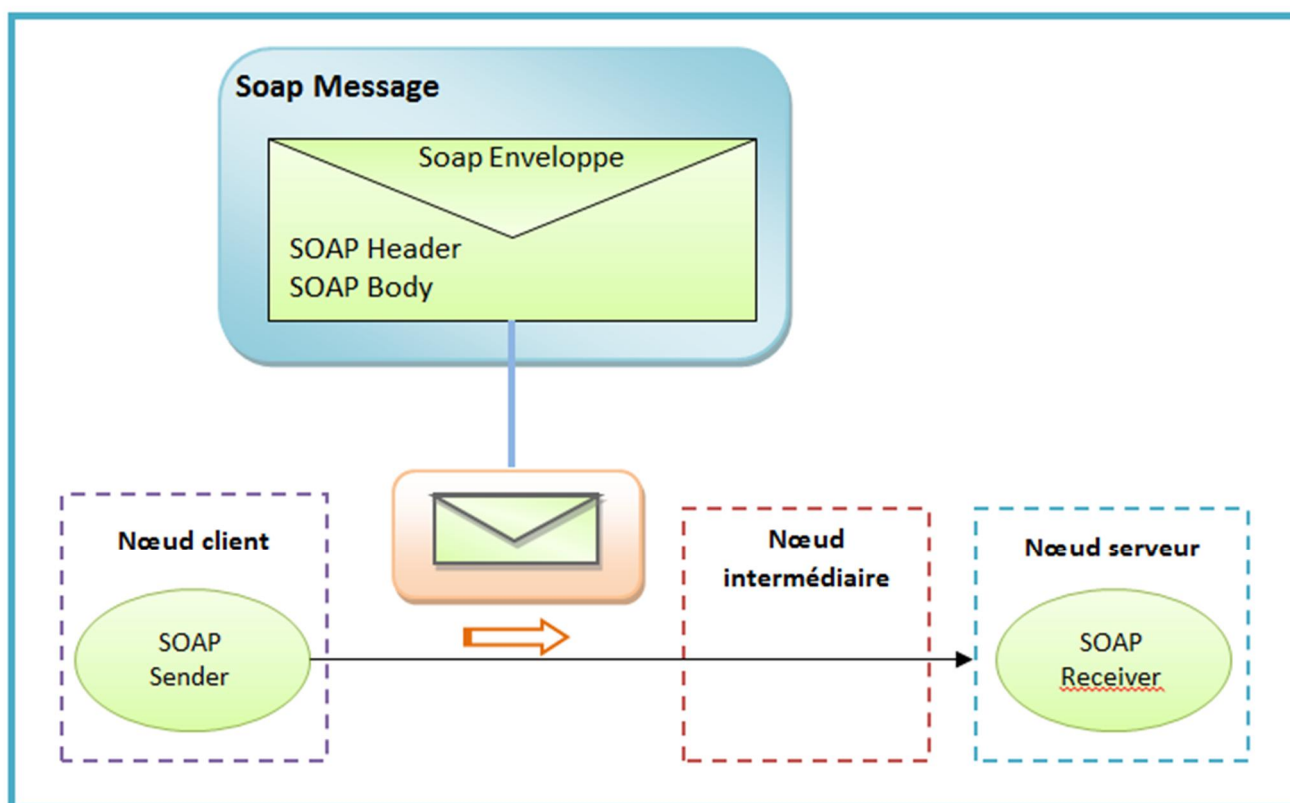 Soap Message
Soap Enveloppe
SOAP Header
SOAP Body
Nœud client
SOAP
Sender
Nœud
intermédiaire
Nœud serveur
SOAP
Receiver